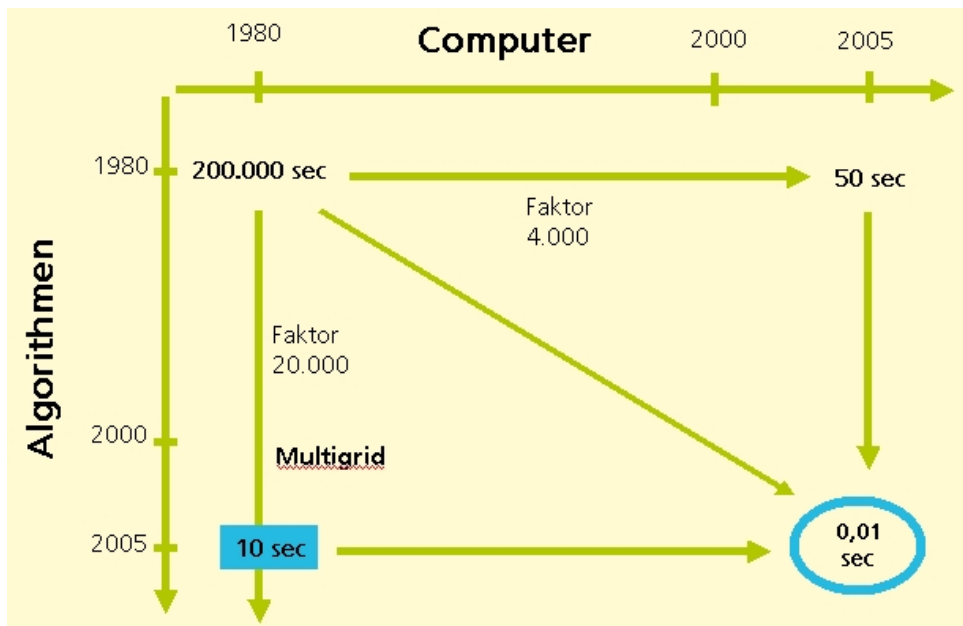 1980
Computer
2000
2005
1980
200.000 sec
50 sec
Faktor
4.000
Algorithmen
Faktor
20.000
2000
Multigrid
2005
10 sec
0,01
sec